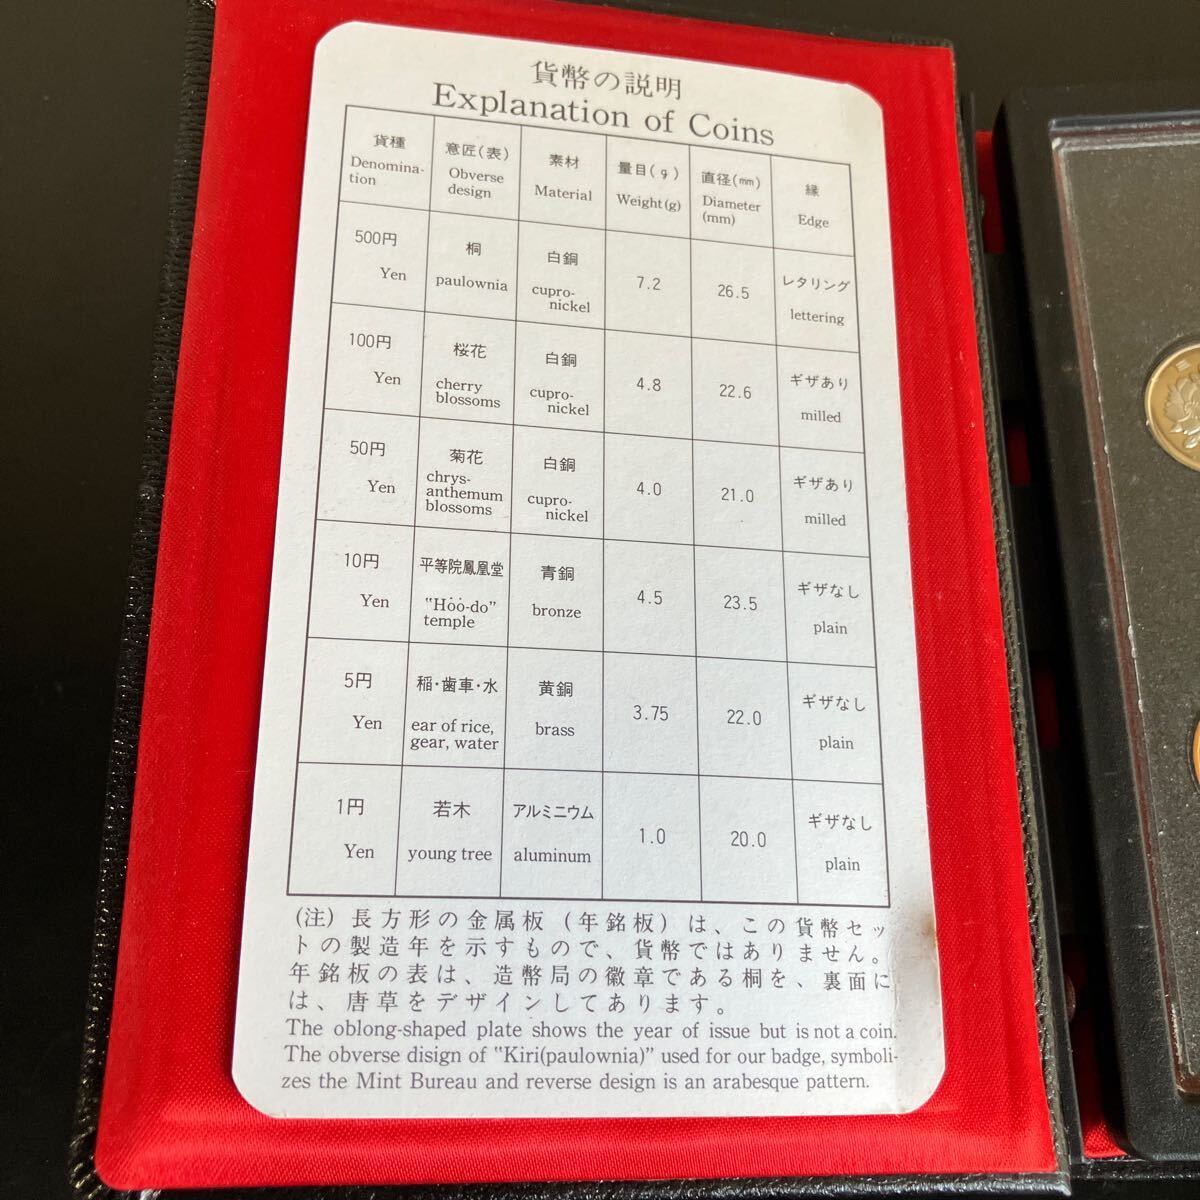 貨幣の説明
Explanation of Coins
貨種
Denomina-
tion
意匠(表)
Obverse
design
素材
Material
量目(g)
Weight(g)
直径(mm)
Diameter
(mm)
縁
Edge
500円
Yen
桐
paulownia
白銅
cupro-
nickel
7.2
26.5
レタリング
lettering
100円
Yen
桜花
cherry
blossoms
白銅
cupro-
nickel
4.8
22.6
ギザあり
milled
50円
Yen
菊花
chrys-
anthemum
blossoms
白銅
cupro-
nickel
4.0
21.0
ギザあり
milled
10円
Yen
平等院鳳凰堂
"Hȯȯ-do"
temple
青銅
bronze
4.5
23.5
ギザなし
plain
5円
Yen
稲・歯車・水
ear of rice,
gear, water
黄銅
brass
3.75
22.0
ギザなし
plain
1円
Yen
若木
young tree
アルミニウム
aluminum
1.0
20.0
ギザなし
plain
(注) 長方形の金属板(年銘板)は、この貨幣セッ
トの製造年を示すもので、貨幣ではありません。
年銘板の表は、造幣局の徽章である桐を、裏面に
は、唐草をデザインしてあります。
The oblong-shaped plate shows the year of issue but is not a coin.
The obverse disign of "Kiri(paulownia)" used for our badge, symboli-
zes the Mint Bureau and reverse design is an arabesque pattern.